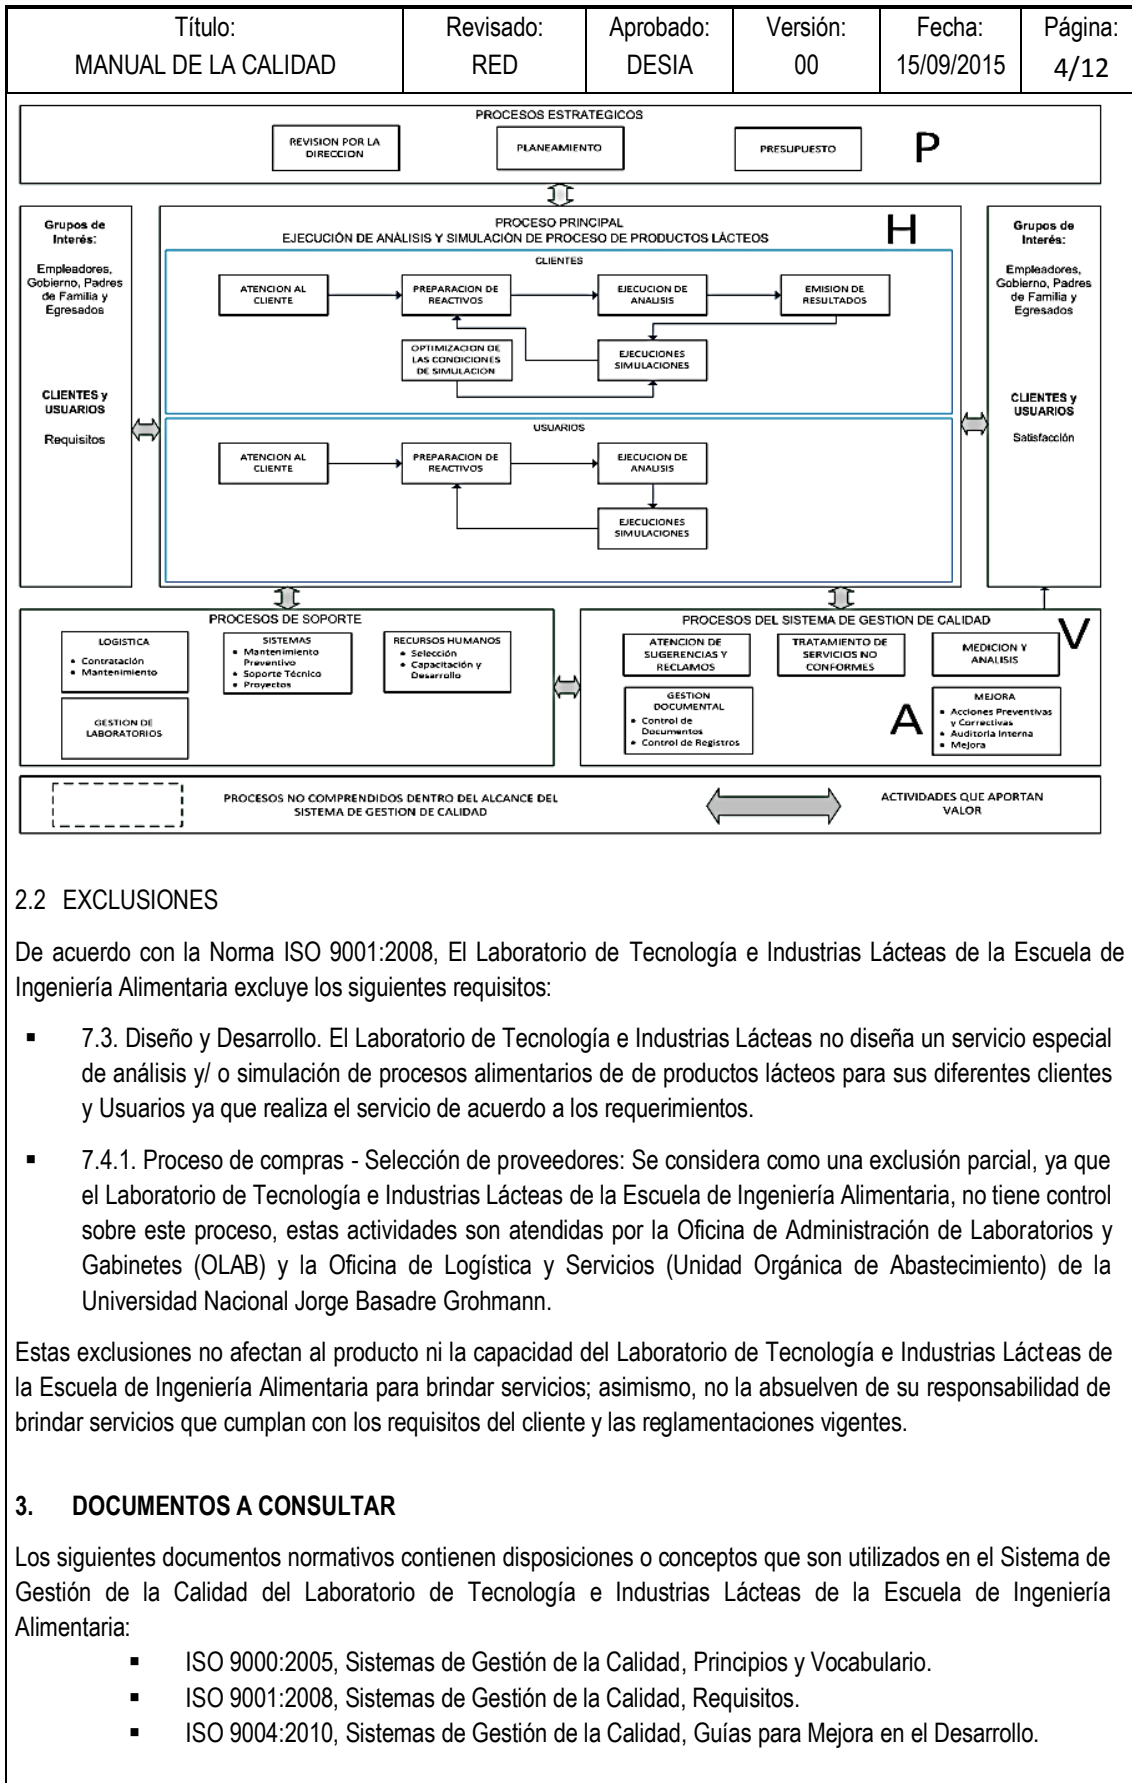 Título:
MANUAL DE LA CALIDAD
Revisado:
RED
Aprobado:
DESIA
Versión:
00
Fecha:
15/09/2015
Página:
4/12
PROCESOS ESTRATEGICOS
REVISION POR LA
DIRECCION
PLANEAMIENTO
PRESUPUESTO
P
Grupos de
Interés:
Empleadores,
Gobierno, Padres
de Familia y
Egresados
CLIENTES y
USUARIOS
Requisitos
PROCESO PRINCIPAL
EJECUCIÓN DE ANÀLISIS Y SIMULACIÓN DE PROCESO DE PRODUCTOS LÁCTEOS
H
CLIENTES
ATENCION AL
CLIENTE
PREPARACION DE
REACTIVOS
EJECUCION DE
ANALISIS
EMISION DE
RESULTADOS
OPTIMIZACION DE
LAS CONDICIONES
DE SIMULACION
EJECUCIONES
SIMULACIONES
USUARIOS
ATENCION AL
CLIENTE
PREPARACION DE
REACTIVOS
EJECUCION DE
ANALISIS
EJECUCIONES
SIMULACIONES
Grupos de
Interés:
Empleadores,
Gobierno, Padres
de Familia y
Egresados
CLIENTES y
USUARIOS
Satisfacción
PROCESOS DE SOPORTE
LOGISTICA
• Contratación
• Mantenimiento
SISTEMAS
• Mantenimiento
Preventivo
• Soporte Técnico
• Proyectos
RECURSOS HUMANOS
• Selección
• Capacitación y
Desarrollo
GESTION DE
LABORATORIOS
PROCESOS DEL SISTEMA DE GESTION DE CALIDAD
V
ATENCION DE
SUGERENCIAS Y
RECLAMOS
TRATAMIENTO DE
SERVICIOS NO
CONFORMES
MEDICION Y
ANALISIS
GESTION
DOCUMENTAL
• Control de
Documentos
• Control de Registros
A
MEJORA
• Acciones Preventivas
y Correctivas
• Auditoria Interna
• Mejora
PROCESOS NO COMPRENDIDOS DENTRO DEL ALCANCE DEL
SISTEMA DE GESTION DE CALIDAD
ACTIVIDADES QUE APORTAN
VALOR
2.2 EXCLUSIONES
De acuerdo con la Norma ISO 9001:2008, El Laboratorio de Tecnología e Industrias Lácteas de la Escuela de
Ingeniería Alimentaria excluye los siguientes requisitos:
▪ 7.3. Diseño y Desarrollo. El Laboratorio de Tecnología e Industrias Lácteas no diseña un servicio especial
de análisis y/ o simulación de procesos alimentarios de de productos lácteos para sus diferentes clientes
y Usuarios ya que realiza el servicio de acuerdo a los requerimientos.
▪ 7.4.1. Proceso de compras - Selección de proveedores: Se considera como una exclusión parcial, ya que
el Laboratorio de Tecnología e Industrias Lácteas de la Escuela de Ingeniería Alimentaria, no tiene control
sobre este proceso, estas actividades son atendidas por la Oficina de Administración de Laboratorios y
Gabinetes (OLAB) y la Oficina de Logística y Servicios (Unidad Orgánica de Abastecimiento) de la
Universidad Nacional Jorge Basadre Grohmann.
Estas exclusiones no afectan al producto ni la capacidad del Laboratorio de Tecnología e Industrias Lácteas de
la Escuela de Ingeniería Alimentaria para brindar servicios; asimismo, no la absuelven de su responsabilidad de
brindar servicios que cumplan con los requisitos del cliente y las reglamentaciones vigentes.
3. DOCUMENTOS A CONSULTAR
Los siguientes documentos normativos contienen disposiciones o conceptos que son utilizados en el Sistema de
Gestión de la Calidad del Laboratorio de Tecnología e Industrias Lácteas de la Escuela de Ingeniería
Alimentaria:
▪ ISO 9000:2005, Sistemas de Gestión de la Calidad, Principios y Vocabulario.
▪ ISO 9001:2008, Sistemas de Gestión de la Calidad, Requisitos.
▪ ISO 9004:2010, Sistemas de Gestión de la Calidad, Guías para Mejora en el Desarrollo.